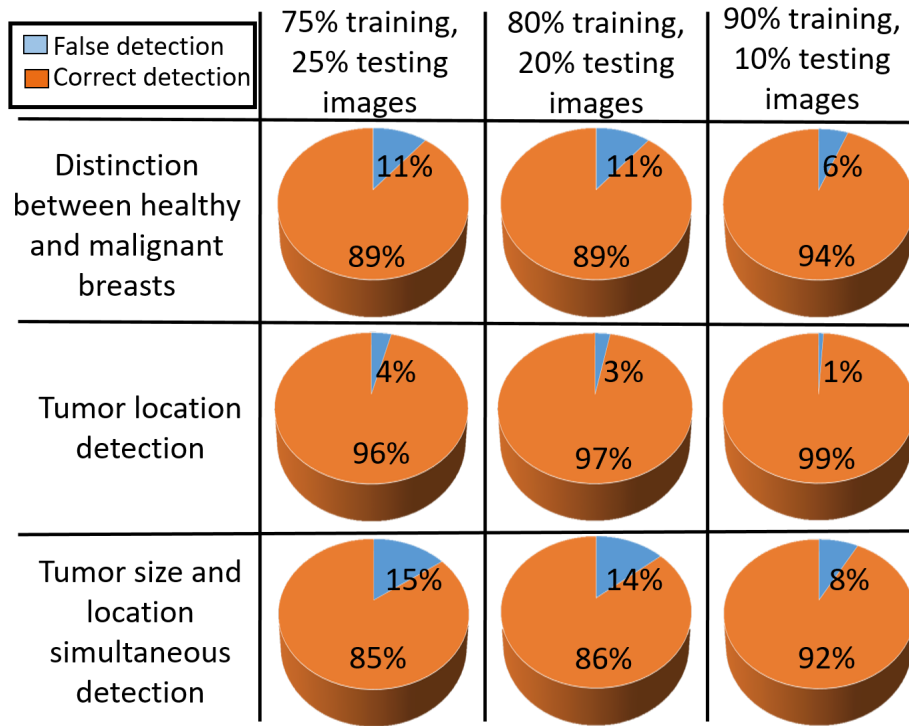 False detection
Correct detection
75% training,
25% testing
images
80% training,
20% testing
images
90% training,
10% testing
images
Distinction
between healthy
and malignant
breasts
11%
89%
11%
89%
6%
94%
Tumor location
detection
4%
96%
3%
97%
1%
99%
Tumor size and
location
simultaneous
detection
15%
85%
14%
86%
8%
92%